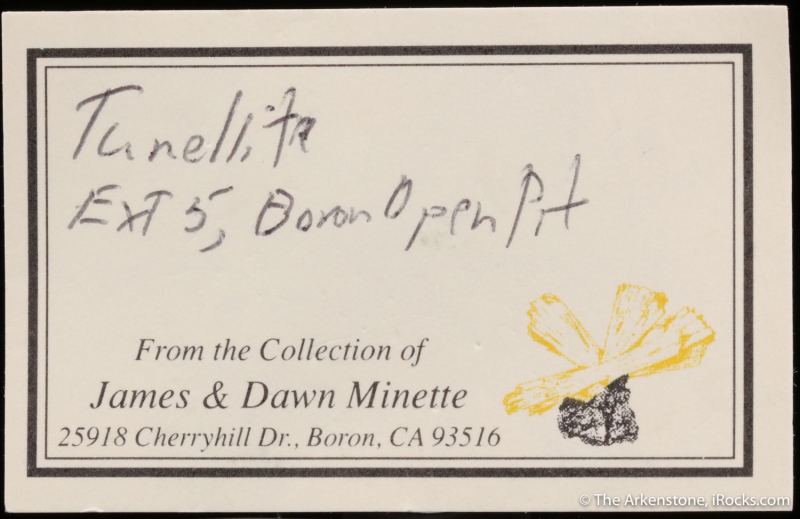 Tunellite
Ext 5, Boron Open Pit
From the Collection of
James & Dawn Minette
25918 Cherryhill Dr., Boron, CA 93516
© The Arkenstone, iRocks.com